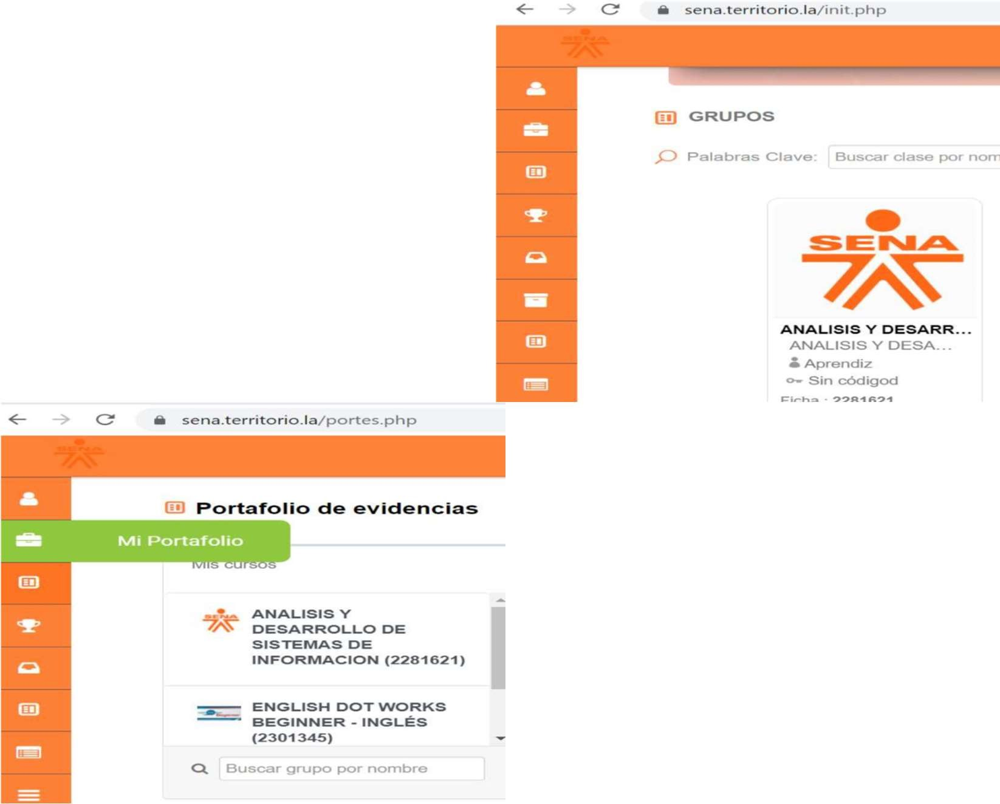 sena.territorio.la/init.php
SENA
GRUPOS
Palabras Clave: Buscar clase por nom
SENA
ANALISIS Y DESARR...
ANALISIS Y DESA...
Aprendiz
Sin códigod
Ficha : 2281621
sena.territorio.la/portes.php
SENA
Portafolio de evidencias
Mi Portafolio
Mis cursos
SENA
ANALISIS Y
DESARROLLO DE
SISTEMAS DE
INFORMACION (2281621)
ENGLISH DOT WORKS
BEGINNER - INGLÉS
(2301345)
Buscar grupo por nombre